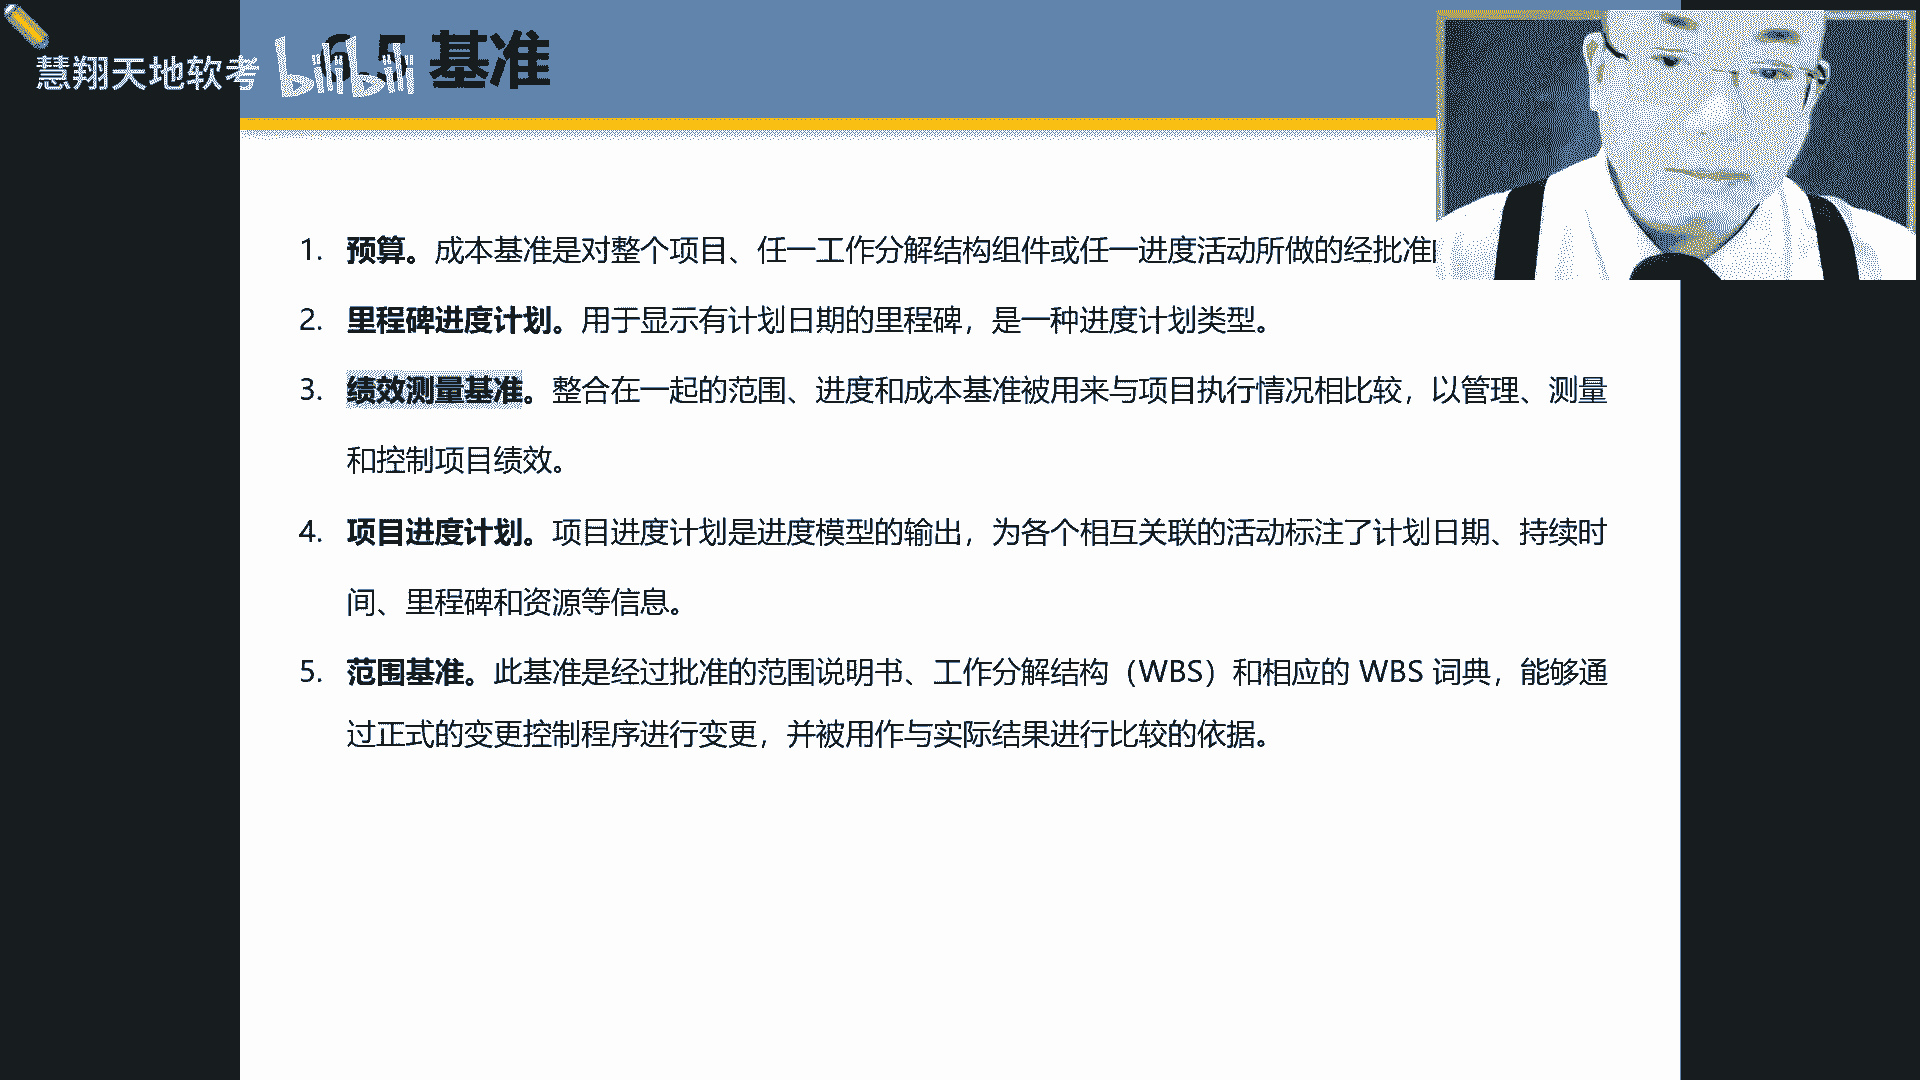 慧翔天地软考
bilibili
6.5 基准
1. 预算。成本基准是对整个项目、任一工作分解结构组件或任一进度活动所做的经批准
2. 里程碑进度计划。用于显示有计划日期的里程碑，是一种进度计划类型。
3. 绩效测量基准。整合在一起的范围、进度和成本基准被用来与项目执行情况相比较，以管理、测量
和控制项目绩效。
4. 项目进度计划。项目进度计划是进度模型的输出，为各个相互关联的活动标注了计划日期、持续时
间、里程碑和资源等信息。
5. 范围基准。此基准是经过批准的范围说明书、工作分解结构（WBS）和相应的 WBS 词典，能够通
过正式的变更控制程序进行变更，并被用作与实际结果进行比较的依据。